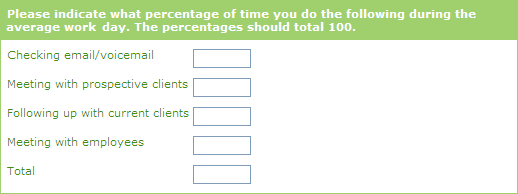 Please indicate what percentage of time you do the following during the
average work day. The percentages should total 100.
Checking email/voicemail
Meeting with prospective clients
Following up with current clients
Meeting with employees
Total